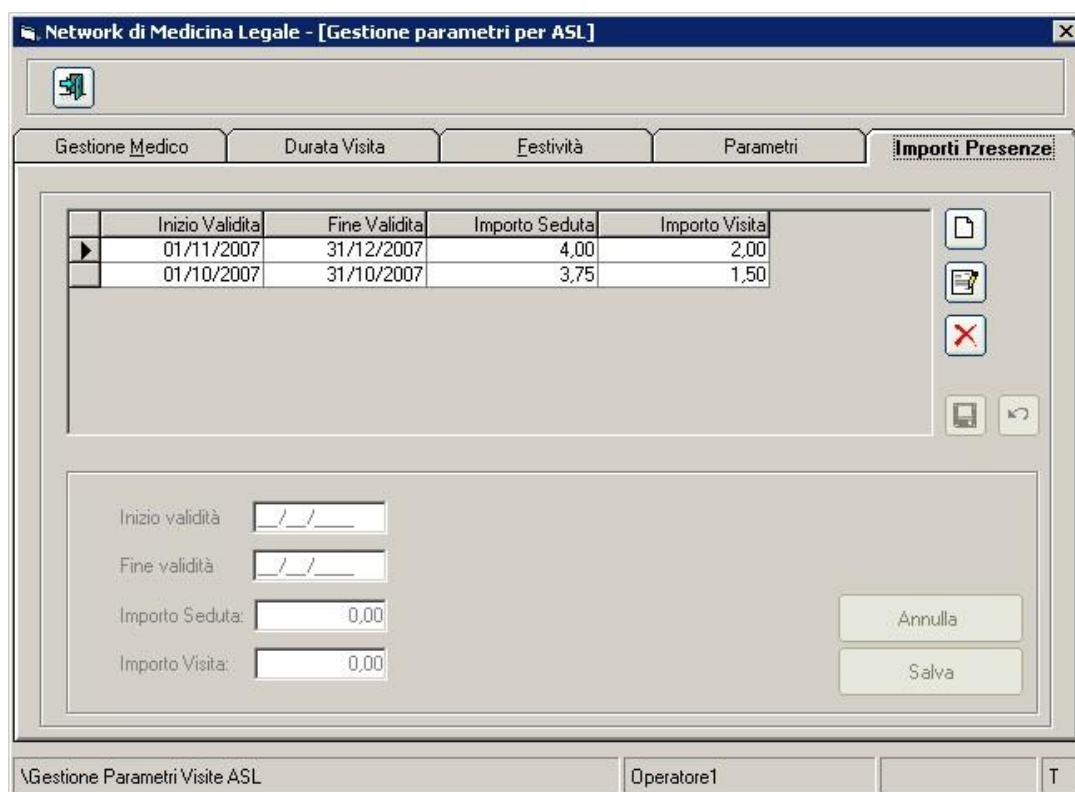 Network di Medicina Legale - [Gestione parametri per ASL]
Gestione Medico Durata Visita Festività Parametri Importi Presenze
Inizio Validita Fine Validita Importo Seduta Importo Visita
01/11/2007 31/12/2007 4,00 2,00
01/10/2007 31/10/2007 3,75 1,50
Inizio validità __/__/____
Fine validità __/__/____
Importo Seduta: 0,00
Importo Visita: 0,00
Annulla
Salva
\Gestione Parametri Visite ASL Operatore1 T